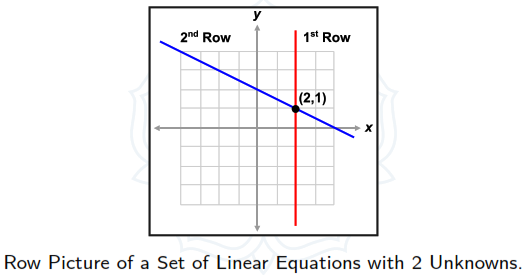 y
2nd Row
1st Row
(2,1)
x
Row Picture of a Set of Linear Equations with 2 Unknowns.